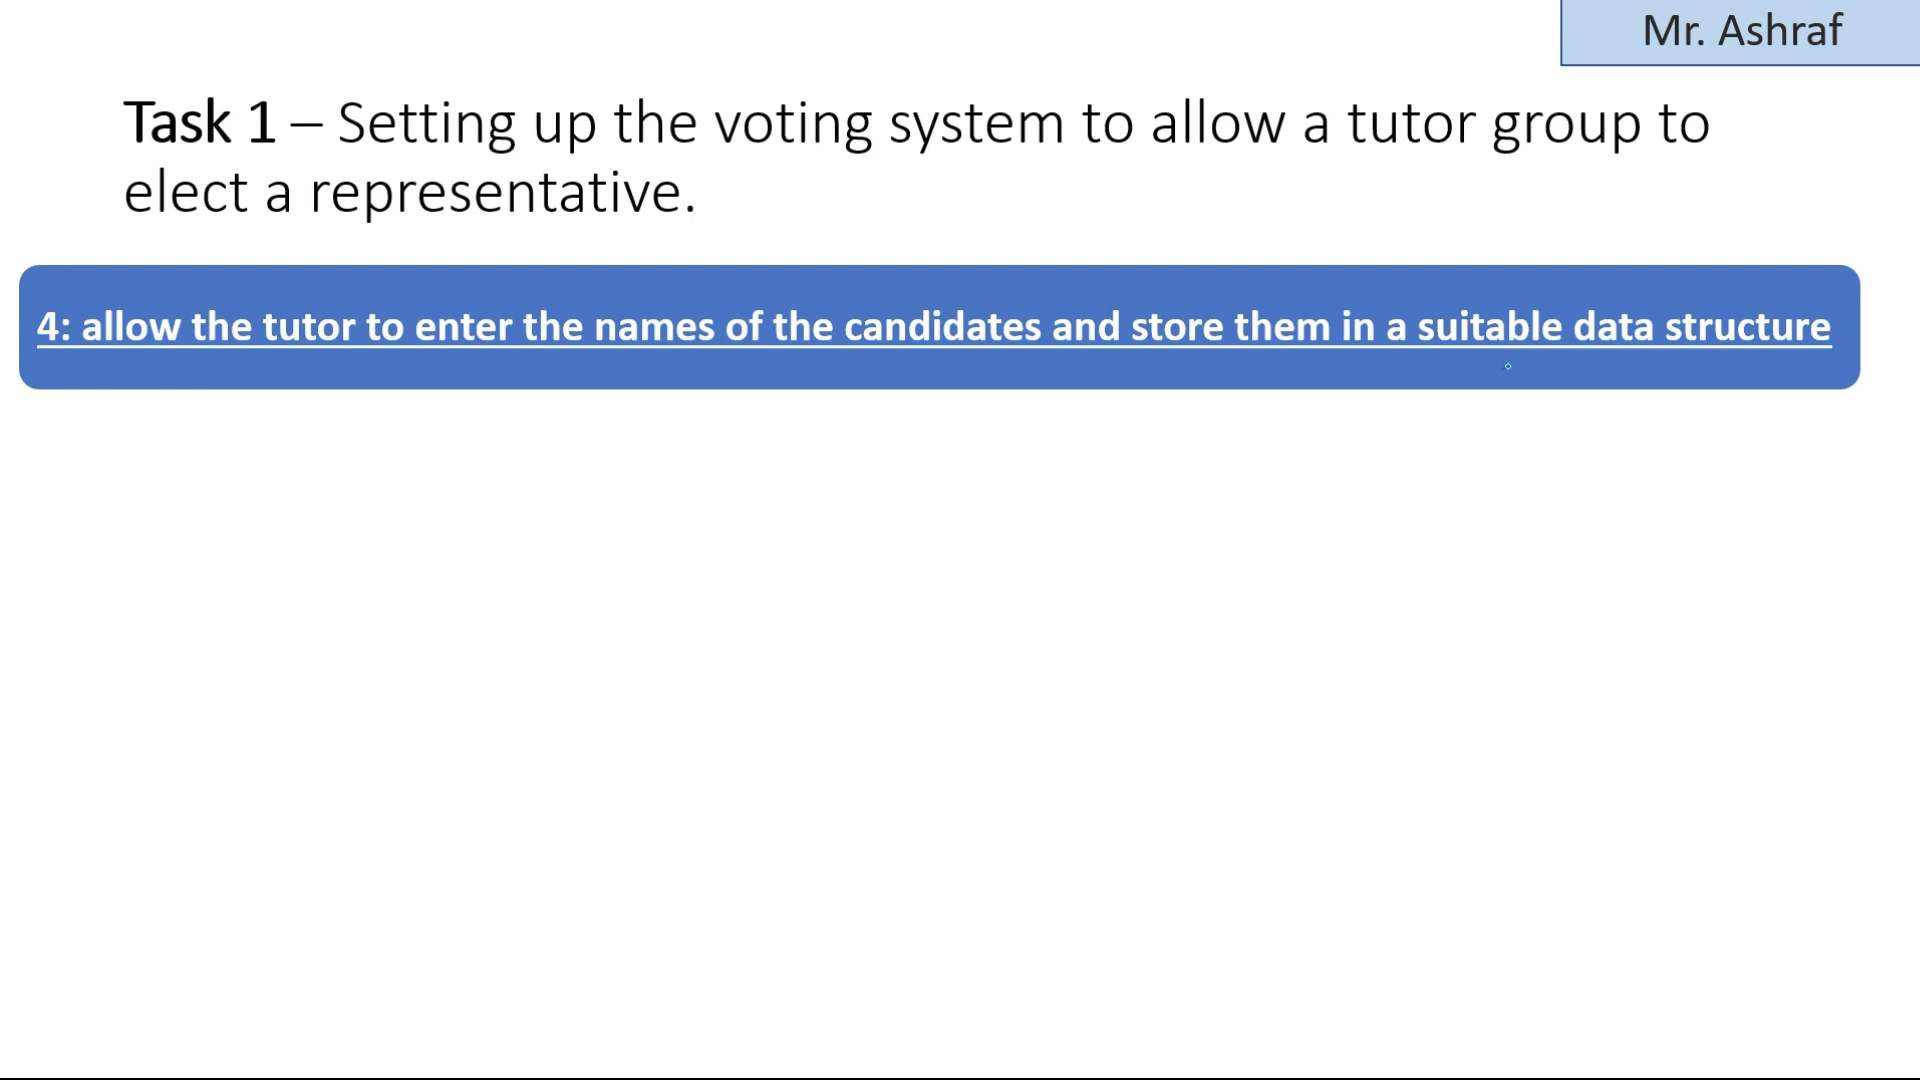 Mr. Ashraf
Task 1 – Setting up the voting system to allow a tutor group to
elect a representative.
4: allow the tutor to enter the names of the candidates and store them in a suitable data structure